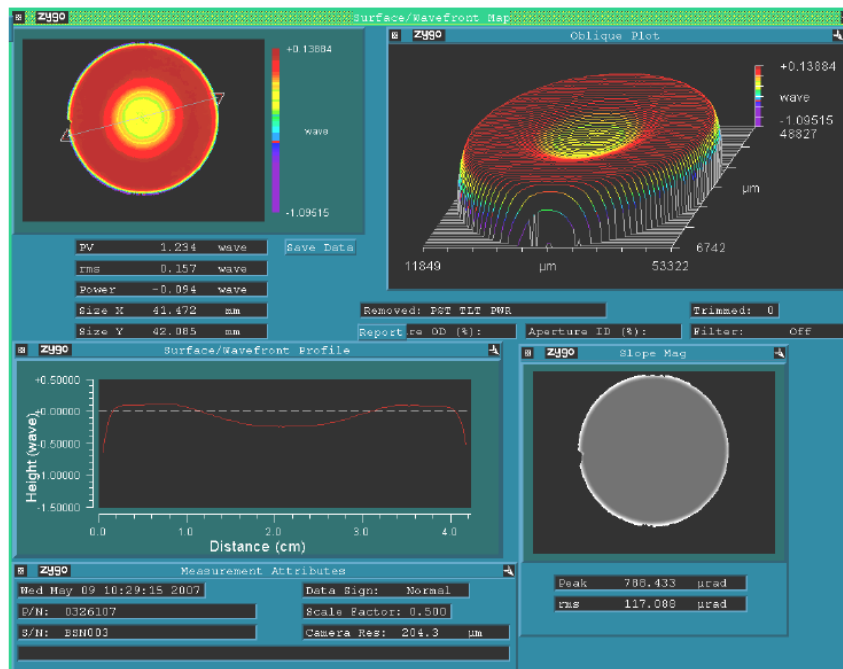 zygo Surface/Wavefront Map
+0.13884
wave
-1.09515
PV 1.234 wave
rms 0.157 wave
Power -0.094 wave
Size X 41.472 mm
Size Y 42.085 mm
Save Data
zygo Oblique Plot
+0.13884
wave
-1.09515
48827
µm
6742
11849 µm 53322
Removed: PST TLT PWR
Trimmed: 0
Report re OD (%):
Aperture ID (%):
Filter: Off
zygo Surface/Wavefront Profile
+0.50000
+0.00000
-0.50000
-1.00000
-1.50000
Height (wave)
0.0 1.0 2.0 3.0 4.0
Distance (cm)
zygo Slope Mag
Peak 788.433 µrad
rms 117.088 µrad
zygo Measurement Attributes
Wed May 09 10:29:15 2007
Data Sign: Normal
P/N: 0326107
Scale Factor: 0.500
S/N: BSN003
Camera Res: 204.3 µm